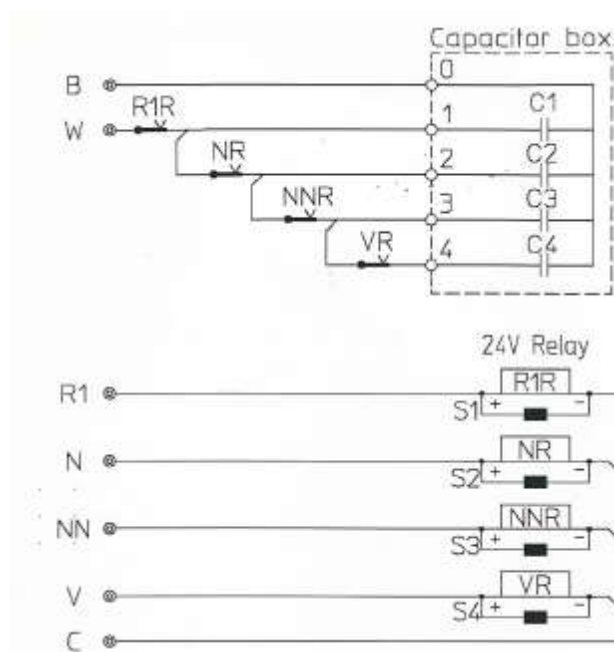 Capacitor box
B
0
R1R
C1
W
1
NR
C2
2
NNR
C3
3
VR
C4
4
24V Relay
R1
R1R
S1 + -
N
NR
S2 + -
NN
NNR
S3 + -
V
VR
S4 + -
C